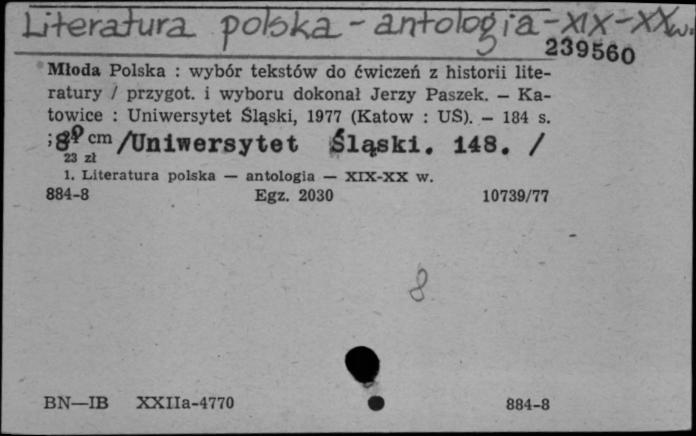 Literatura polska - antologia - XIX-XX w.
239560
Młoda Polska : wybór tekstów do ćwiczeń z historii lite-
ratury / przygot. i wyboru dokonał Jerzy Paszek. — Ka-
towice : Uniwersytet Śląski, 1977 (Katow : UŚ). — 184 s.
; 8° cm /Uniwersytet Śląski. 148. /
23 zł
1. Literatura polska — antologia — XIX-XX w.
884-8 Egz. 2030 10739/77
8
BN—IB XXIIa-4770 884-8